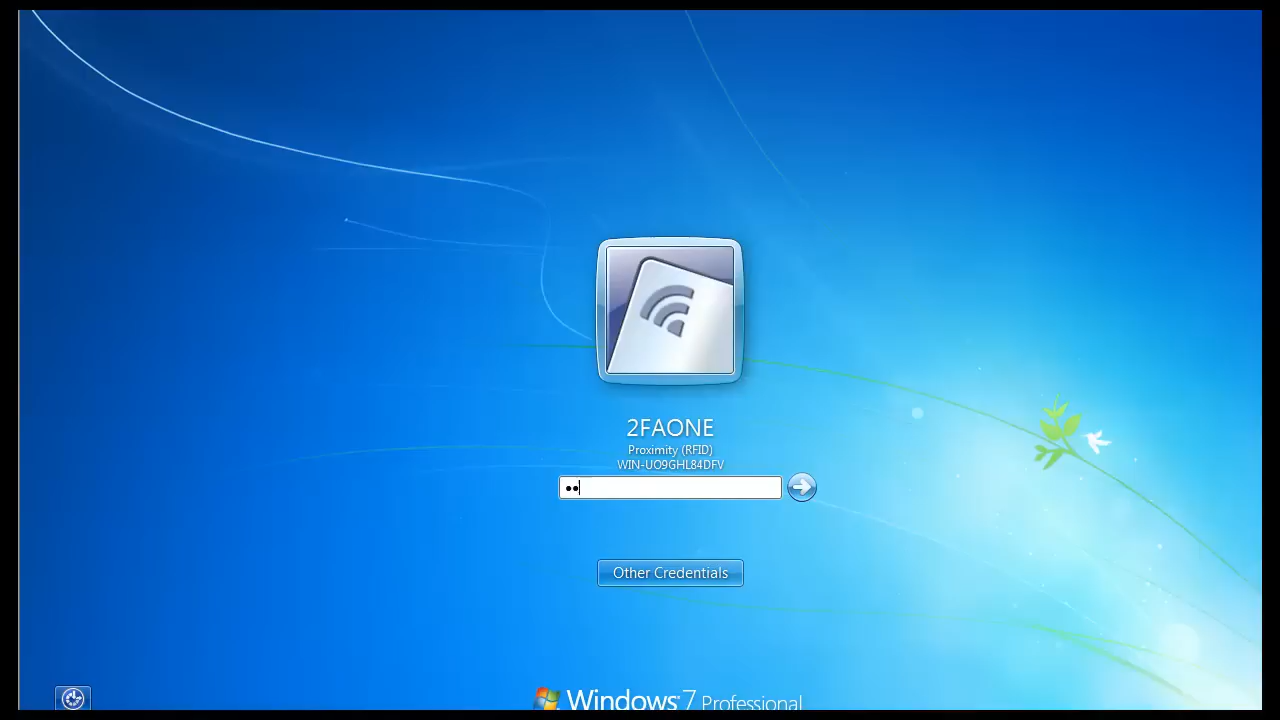 2FAONE
Proximity (RFID)
WIN-UO9GHL84DFV
Other Credentials
Windows 7 Professional